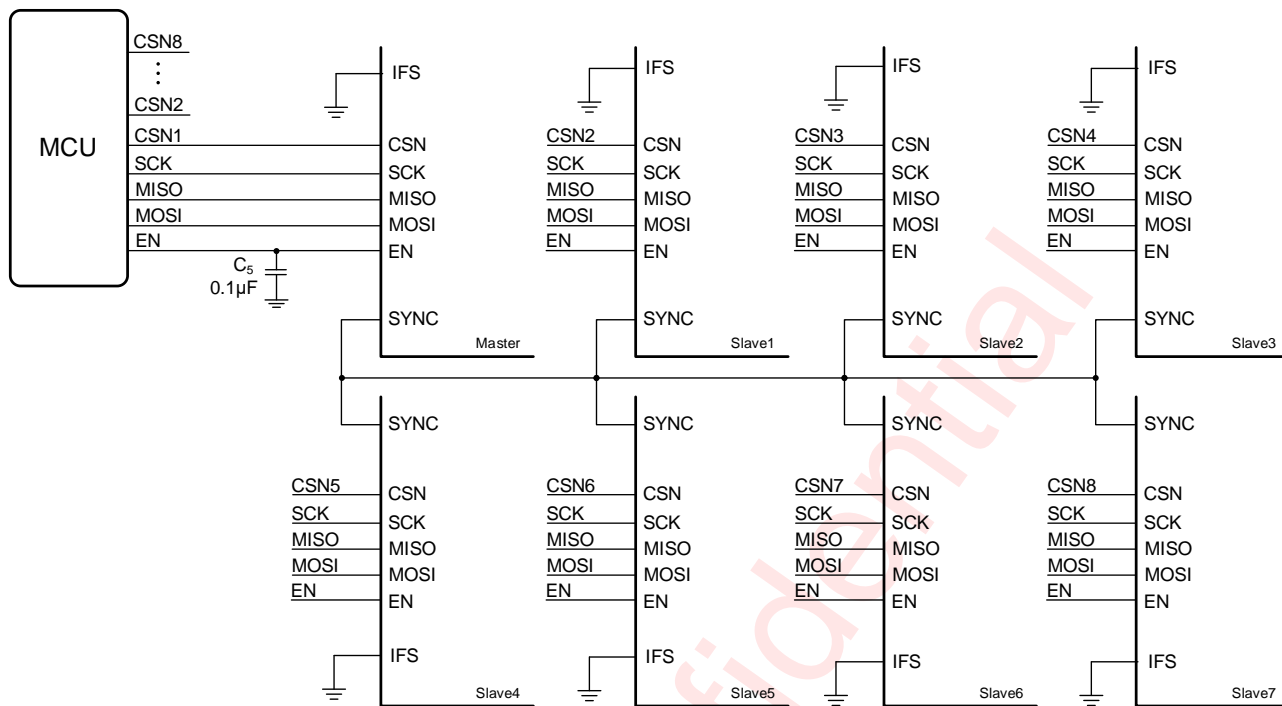 CSN8
CSN2
CSN1
SCK
MISO
MOSI
EN
MCU
C₅
0.1µF
IFS
CSN
SCK
MISO
MOSI
EN
SYNC
Master
IFS
CSN2 CSN
SCK SCK
MISO MISO
MOSI MOSI
EN EN
SYNC
Slave1
IFS
CSN3 CSN
SCK SCK
MISO MISO
MOSI MOSI
EN EN
SYNC
Slave2
IFS
CSN4 CSN
SCK SCK
MISO MISO
MOSI MOSI
EN EN
SYNC
Slave3
SYNC
CSN5 CSN
SCK SCK
MISO MISO
MOSI MOSI
EN EN
IFS
Slave4
SYNC
CSN6 CSN
SCK SCK
MISO MISO
MOSI MOSI
EN EN
IFS
Slave5
SYNC
CSN7 CSN
SCK SCK
MISO MISO
MOSI MOSI
EN EN
IFS
Slave6
SYNC
CSN8 CSN
SCK SCK
MISO MISO
MOSI MOSI
EN EN
IFS
Slave7
fidential